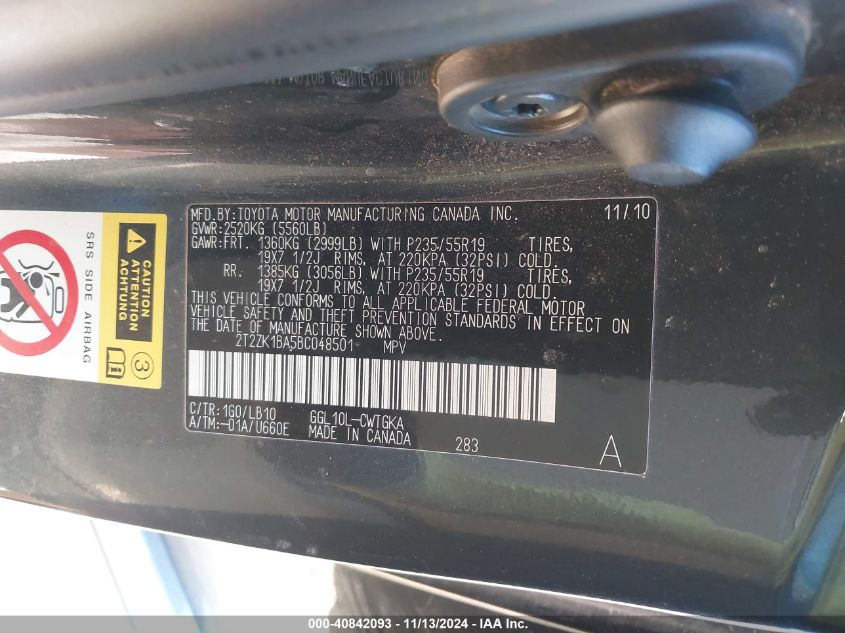 MFD.BY:TOYOTA MOTOR MANUFACTURING CANADA INC. 11/10
GVWR:2520KG (5560LB)
GAWR:FRT. 1360KG (2999LB) WITH P235/55R19 TIRES,
19X7 1/2J RIMS, AT 220KPA (32PSI) COLD.
RR. 1385KG (3056LB) WITH P235/55R19 TIRES,
19X7 1/2J RIMS, AT 220KPA (32PSI) COLD.
THIS VEHICLE CONFORMS TO ALL APPLICABLE FEDERAL MOTOR
VEHICLE SAFETY AND THEFT PREVENTION STANDARDS IN EFFECT ON
THE DATE OF MANUFACTURE SHOWN ABOVE.
2T2ZK1BA5BC048501 MPV
C/TR:1G0/LB10 GGL10L-CWTGKA
A/TM:-01A/U660E MADE IN CANADA 283 A
SRS SIDE AIRBAG
CAUTION
ATTENTION
3
000-40842093 - 11/13/2024 - IAA Inc.